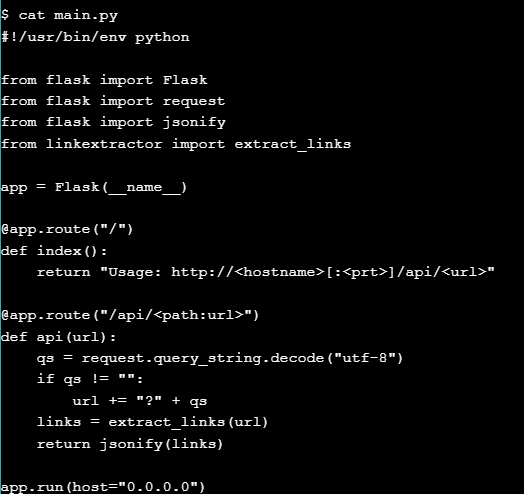 $ cat main.py
#!/usr/bin/env python

from flask import Flask
from flask import request
from flask import jsonify
from linkextractor import extract_links

app = Flask(__name__)

@app.route("/")
def index():
    return "Usage: http://<hostname>[:<prt>]/api/<url>"

@app.route("/api/<path:url>")
def api(url):
    qs = request.query_string.decode("utf-8")
    if qs != "":
        url += "?" + qs
    links = extract_links(url)
    return jsonify(links)

app.run(host="0.0.0.0")